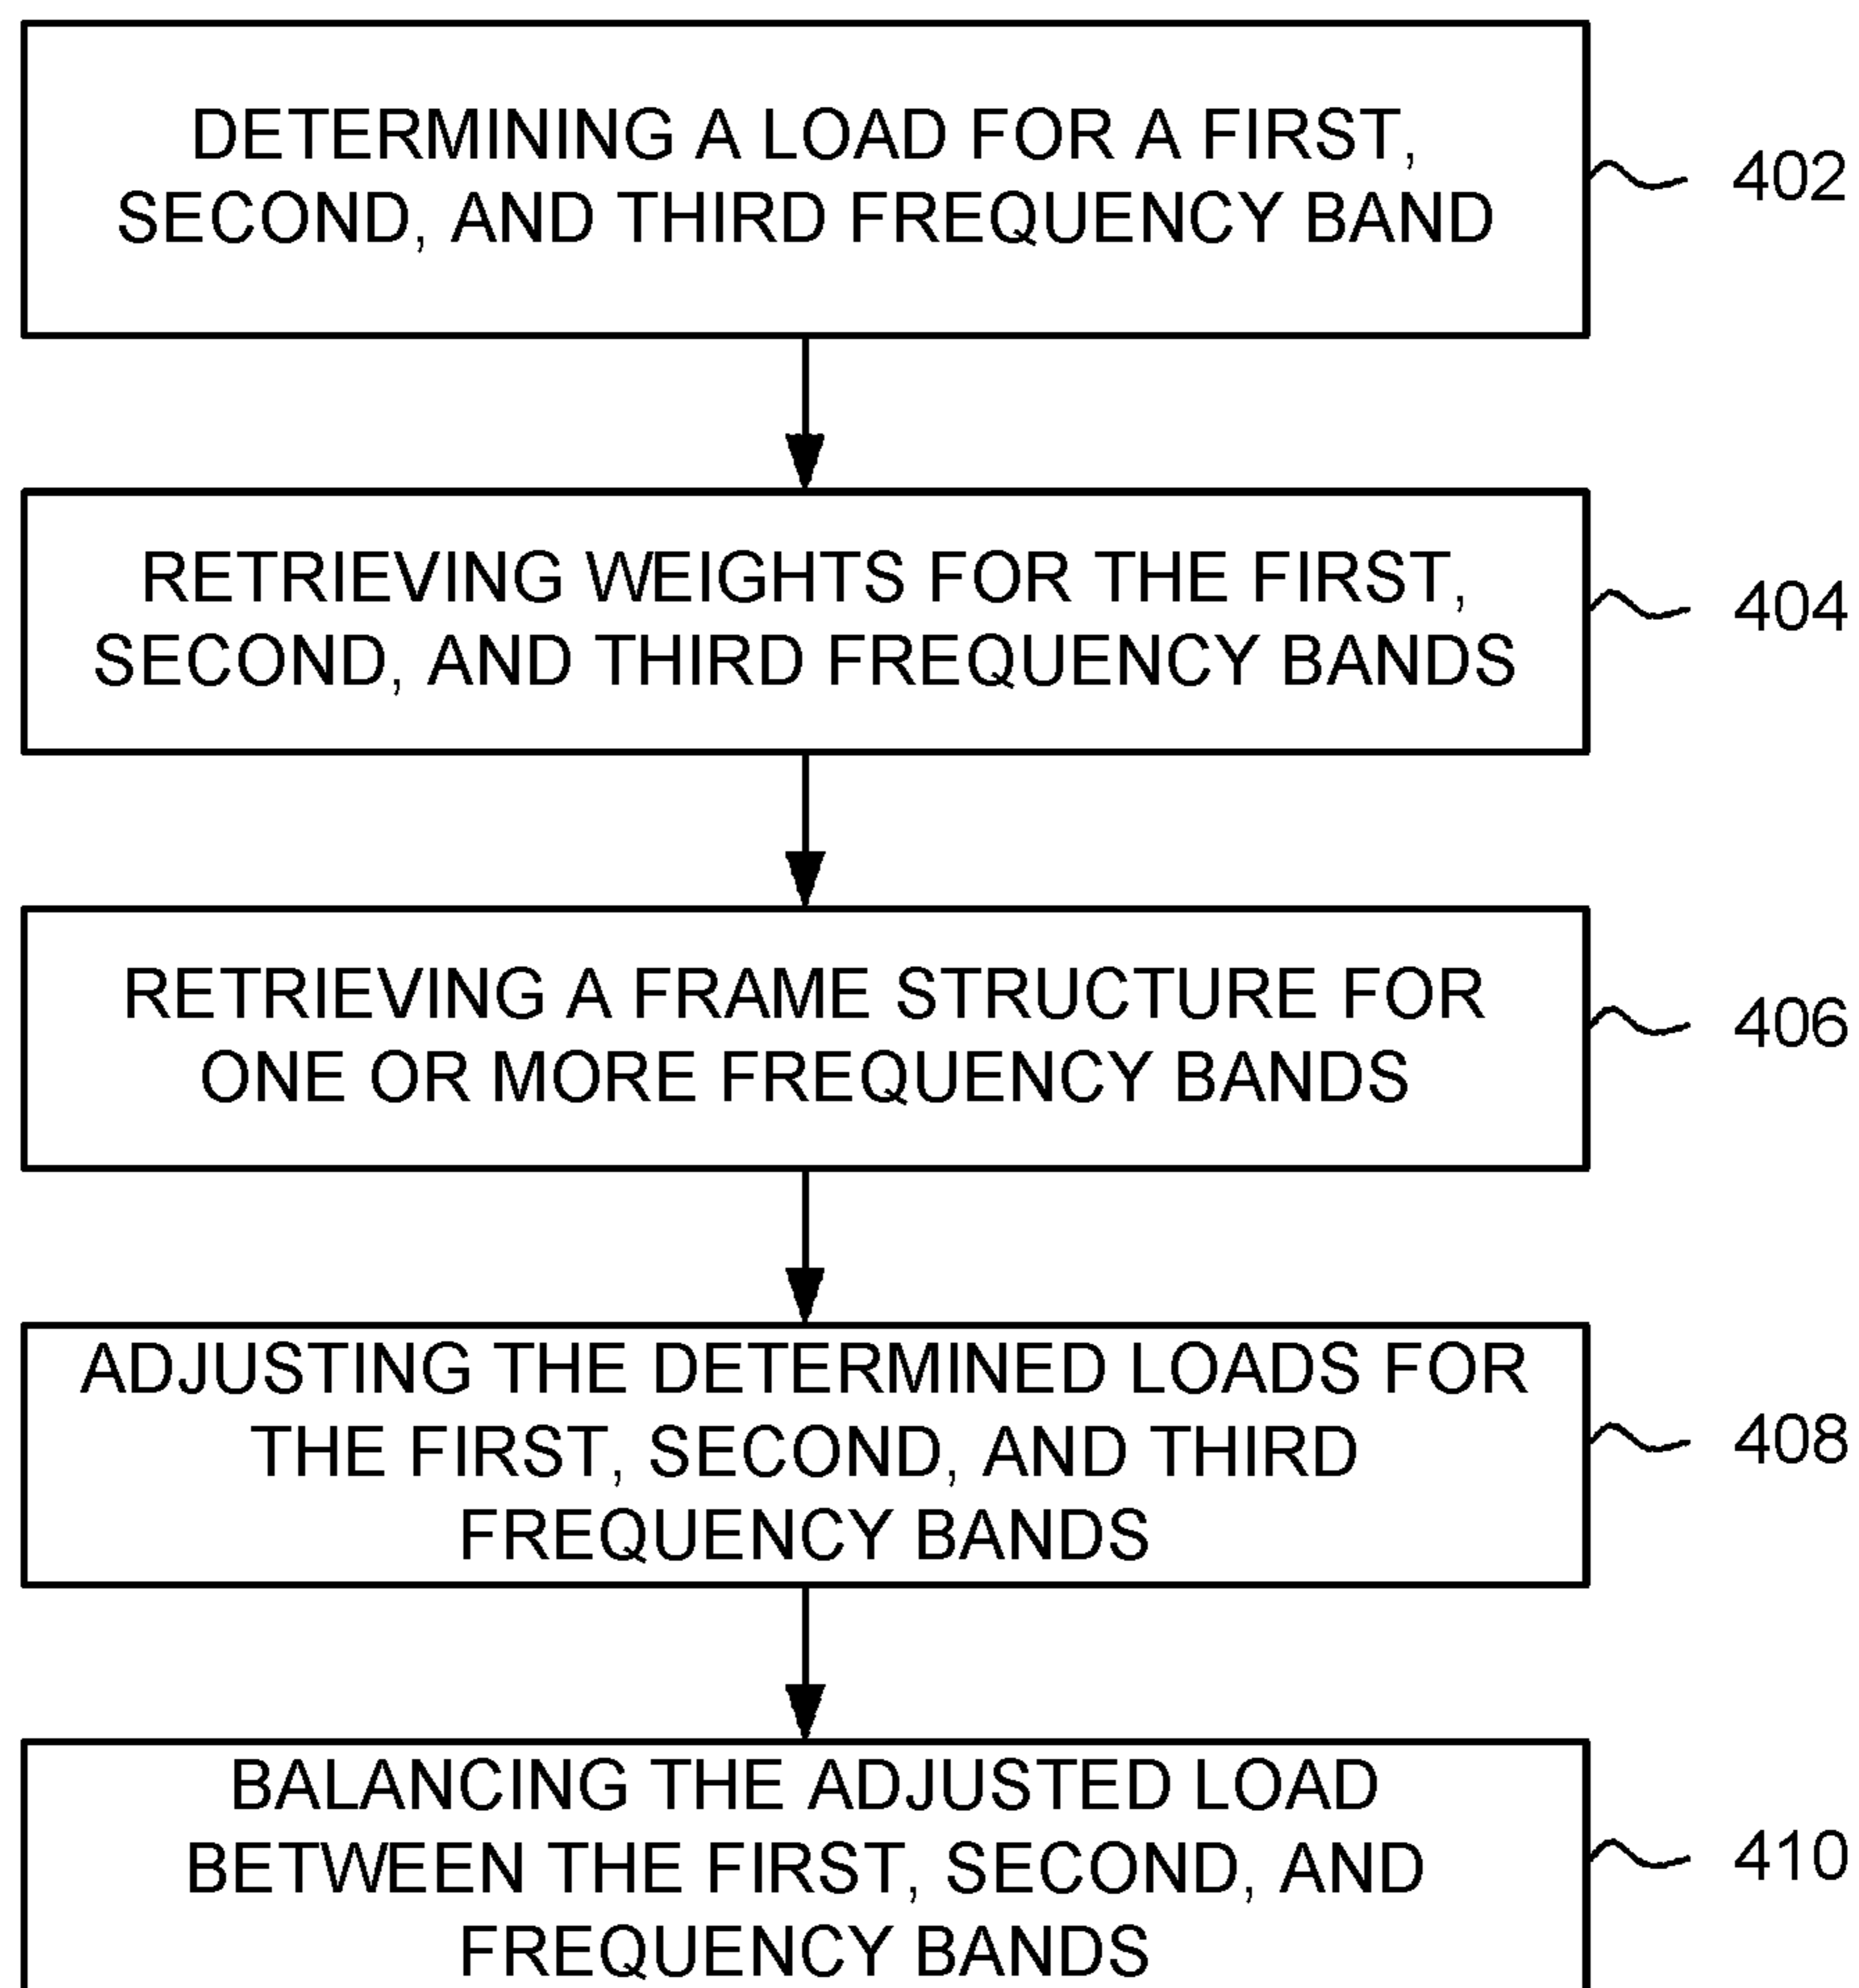 DETERMINING A LOAD FOR A FIRST,
SECOND, AND THIRD FREQUENCY BAND
402
RETRIEVING WEIGHTS FOR THE FIRST,
SECOND, AND THIRD FREQUENCY BANDS
404
RETRIEVING A FRAME STRUCTURE FOR
ONE OR MORE FREQUENCY BANDS
406
ADJUSTING THE DETERMINED LOADS FOR
THE FIRST, SECOND, AND THIRD
FREQUENCY BANDS
408
BALANCING THE ADJUSTED LOAD
BETWEEN THE FIRST, SECOND, AND
FREQUENCY BANDS
410